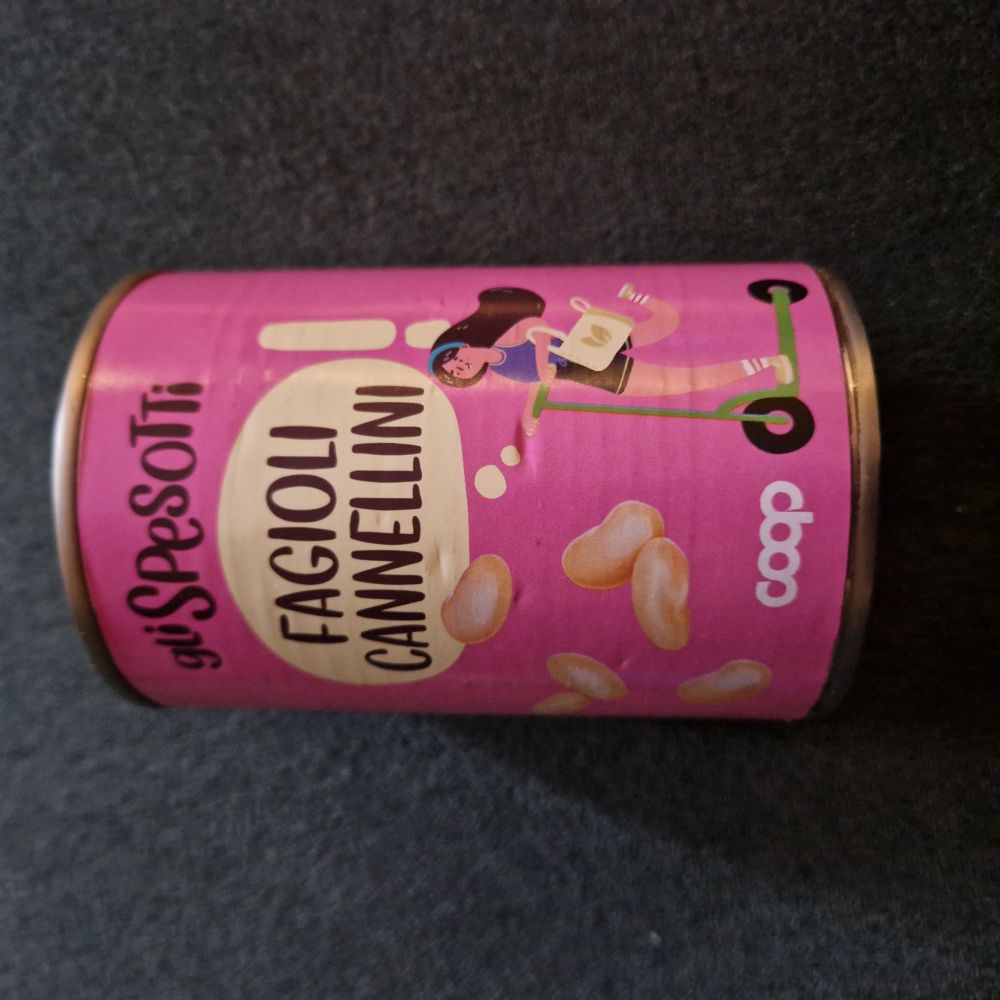 gli SPeSOTTi
FAGIOLI
CANNELLINI
coop